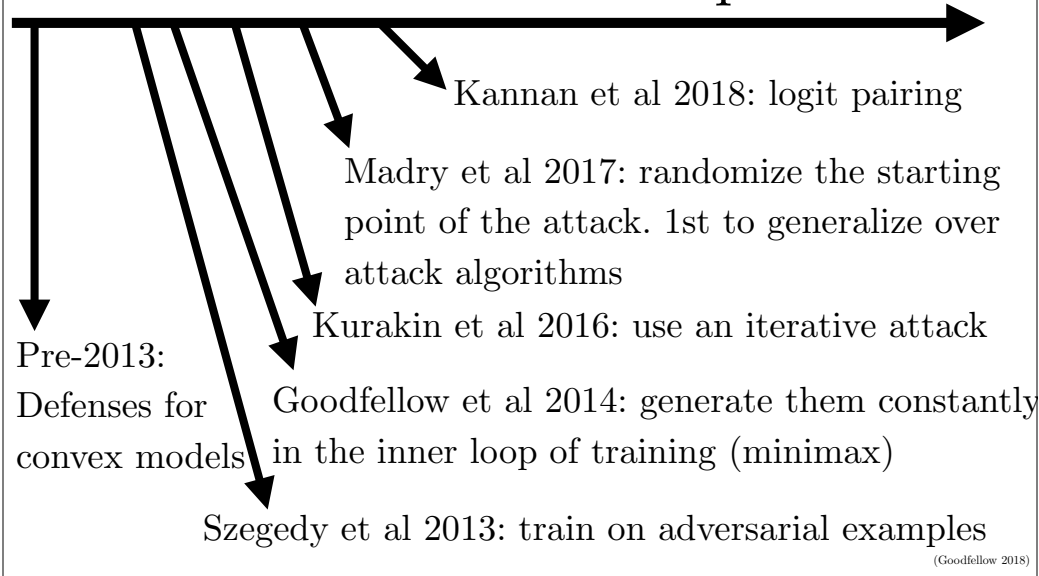 Kannan et al 2018: logit pairing
Madry et al 2017: randomize the starting
point of the attack. 1st to generalize over
attack algorithms
Kurakin et al 2016: use an iterative attack
Pre-2013:
Defenses for
convex models
Goodfellow et al 2014: generate them constantly
in the inner loop of training (minimax)
Szegedy et al 2013: train on adversarial examples
(Goodfellow 2018)